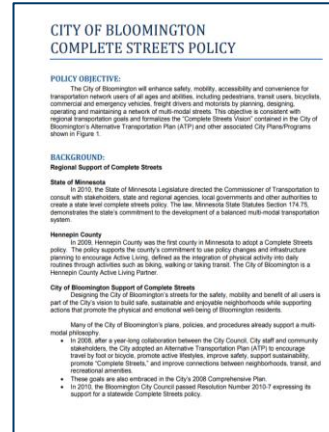 CITY OF BLOOMINGTON
COMPLETE STREETS POLICY
POLICY OBJECTIVE:
The City of Bloomington will enhance safety, mobility, accessibility and convenience for
transportation network users of all ages and abilities, including pedestrians, transit users, bicyclists,
commercial and emergency vehicles, freight drivers and motorists by planning, designing,
operating and maintaining a network of multi-modal streets. This objective is consistent with
regional transportation goals and formalizes the "Complete Streets Vision" contained in the City of
Bloomington's Alternative Transportation Plan (ATP) and other associated City Plans/Programs
shown in Figure 1.
BACKGROUND:
Regional Support of Complete Streets
State of Minnesota
In 2010, the State of Minnesota Legislature directed the Commissioner of Transportation to
consult with stakeholders, state and regional agencies, local governments and other authorities to
create a state level complete streets policy. The law, Minnesota State Statutes Section 174.75,
demonstrates the state's commitment to the development of a balanced multi-modal transportation
system.
Hennepin County
In 2009, Hennepin County was the first county in Minnesota to adopt a Complete Streets
policy. The policy supports the county's commitment to use policy changes and infrastructure
planning to encourage Active Living, defined as the integration of physical activity into daily
routines through activities such as biking, walking or taking transit. The City of Bloomington is a
Hennepin County Active Living Partner.
City of Bloomington Support of Complete Streets
Designing the City of Bloomington's streets for the safety, mobility and benefit of all users is
part of the City's vision to build safe, sustainable and enjoyable neighborhoods while supporting
actions that promote the physical and emotional well-being of Bloomington residents.
Many of the City of Bloomington's plans, policies, and procedures already support a multi-
modal philosophy.
• In 2008, after a year-long collaboration between the City Council, City staff and community
stakeholders, the City adopted an Alternative Transportation Plan (ATP) to encourage
travel by foot or bicycle, promote active lifestyles, improve safety, support sustainability,
promote "Complete Streets," and improve connections between neighborhoods, transit, and
recreational amenities.
• These goals are also embraced in the City's 2008 Comprehensive Plan.
• In 2010, the Bloomington City Council passed Resolution Number 2010-7 expressing its
support for a statewide Complete Streets policy.